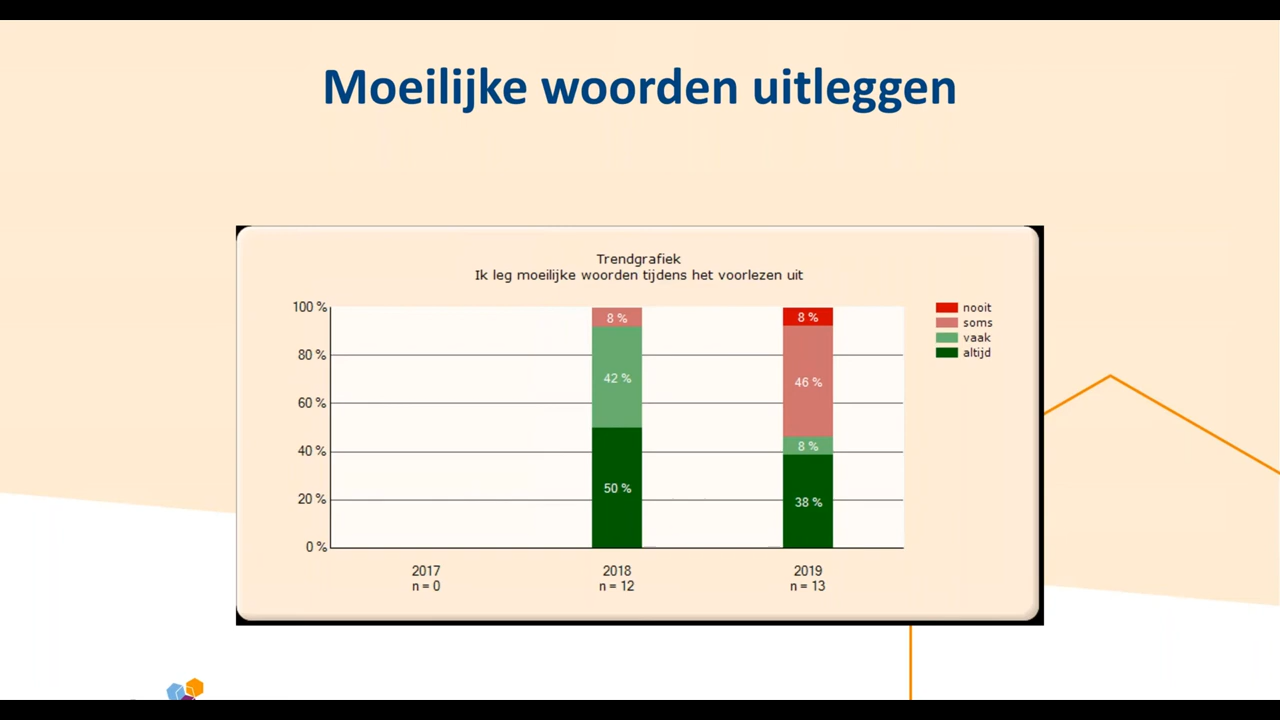 Moeilijke woorden uitleggen
Trendgrafiek
Ik leg moeilijke woorden tijdens het voorlezen uit
100 %
80 %
60 %
40 %
20 %
0 %
8 %
42 %
50 %
8 %
46 %
8 %
38 %
nooit
soms
vaak
altijd
2017
n = 0
2018
n = 12
2019
n = 13